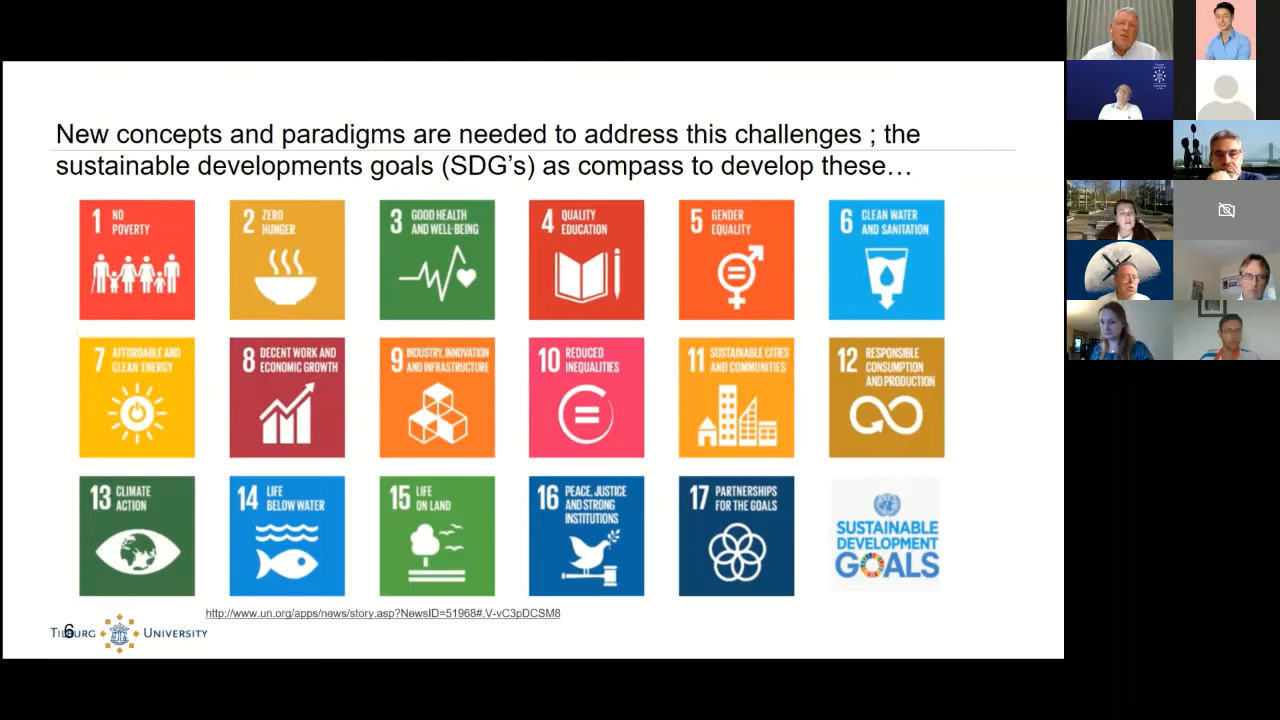 New concepts and paradigms are needed to address this challenges ; the
sustainable developments goals (SDG's) as compass to develop these…
1 NO
POVERTY
2 ZERO
HUNGER
3 GOOD HEALTH
AND WELL-BEING
4 QUALITY
EDUCATION
5 GENDER
EQUALITY
6 CLEAN WATER
AND SANITATION
7 AFFORDABLE AND
CLEAN ENERGY
8 DECENT WORK AND
ECONOMIC GROWTH
9 INDUSTRY, INNOVATION
AND INFRASTRUCTURE
10 REDUCED
INEQUALITIES
11 SUSTAINABLE CITIES
AND COMMUNITIES
12 RESPONSIBLE
CONSUMPTION
AND PRODUCTION
13 CLIMATE
ACTION
14 LIFE
BELOW WATER
15 LIFE
ON LAND
16 PEACE, JUSTICE
AND STRONG
INSTITUTIONS
17 PARTNERSHIPS
FOR THE GOALS
SUSTAINABLE
DEVELOPMENT
GOALS
http://www.un.org/apps/news/story.asp?NewsID=51968#.V-vC3pDCSM8
6
TILBURG UNIVERSITY